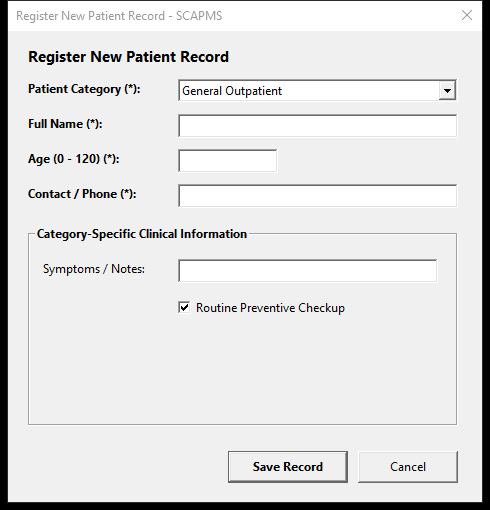 Register New Patient Record - SCAPMS
Register New Patient Record
Patient Category (*):
General Outpatient
Full Name (*):
Age (0 - 120) (*):
Contact / Phone (*):
Category-Specific Clinical Information
Symptoms / Notes:
Routine Preventive Checkup
Save Record
Cancel